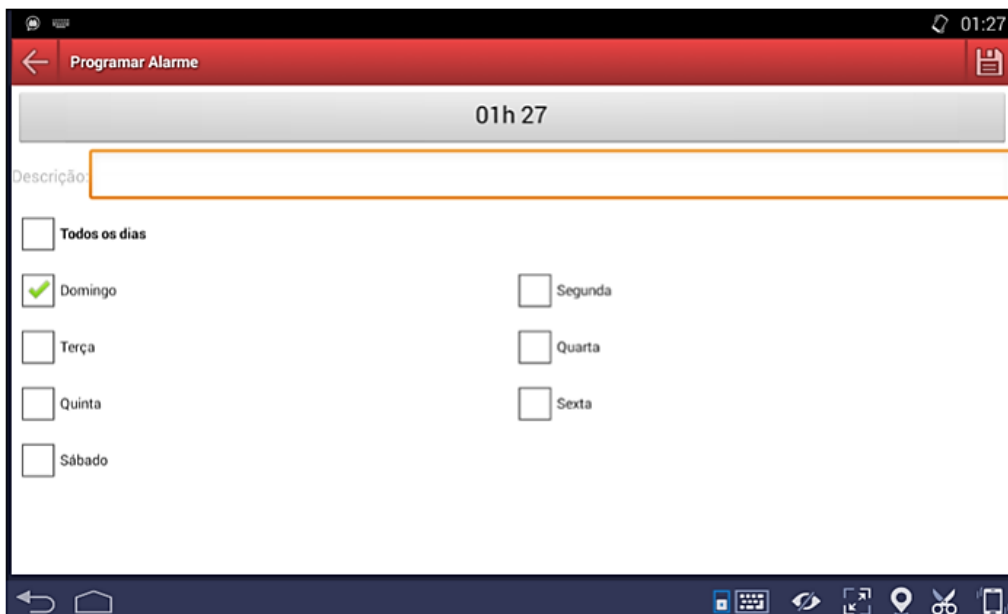 01:27
Programar Alarme
01h 27
Descrição:
Todos os dias
Domingo
Segunda
Terça
Quarta
Quinta
Sexta
Sábado